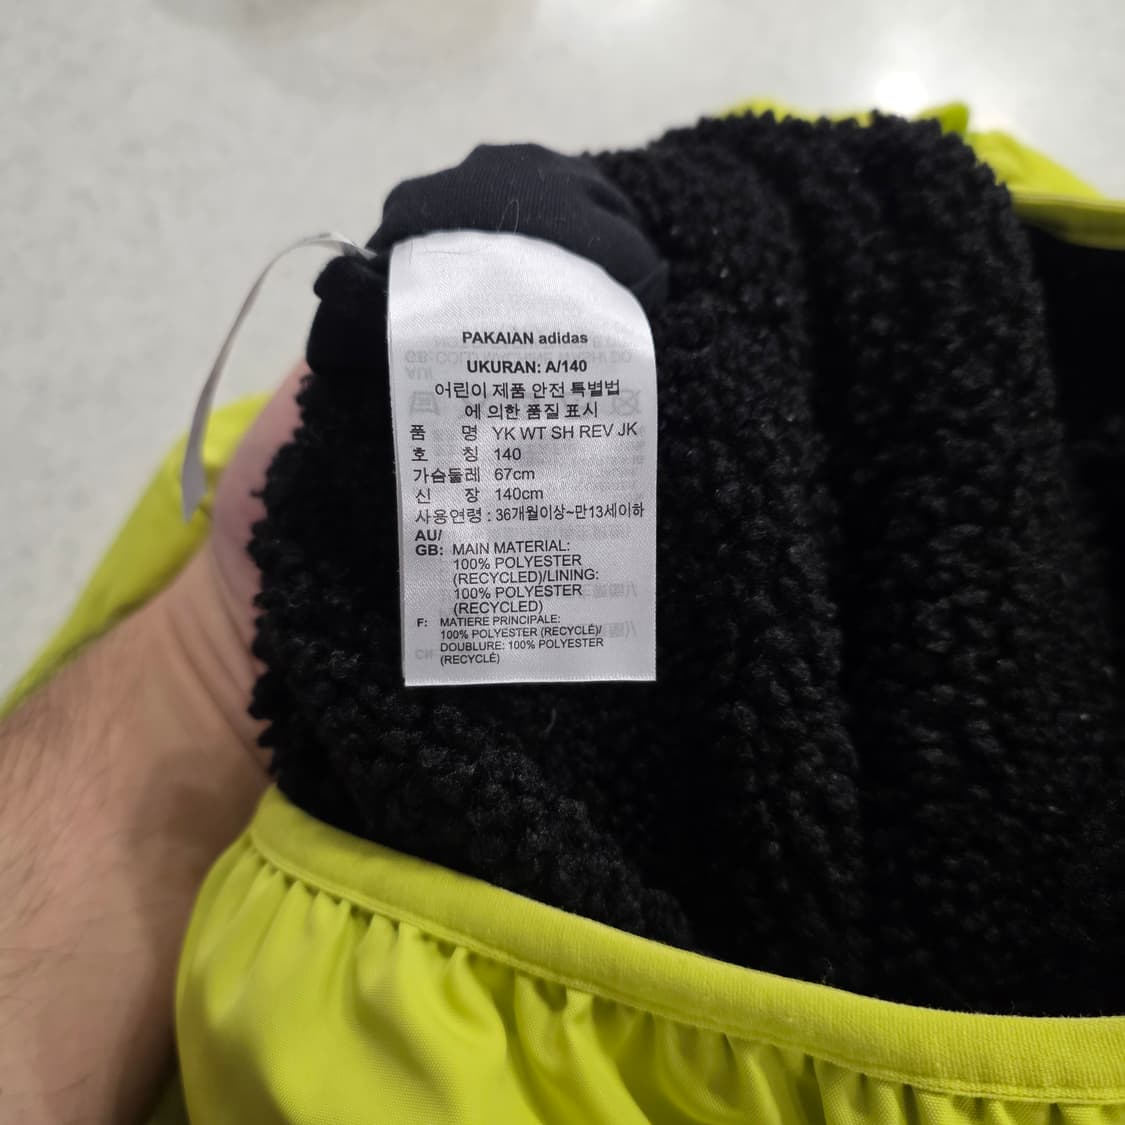 PAKAIAN adidas
UKURAN: A/140
어린이 제품 안전 특별법
에 의한 품질 표시
품 명 YK WT SH REV JK
호 칭 140
가슴둘레 67cm
신 장 140cm
사용연령 : 36개월이상~만13세이하
AU/
GB: MAIN MATERIAL:
100% POLYESTER
(RECYCLED)/LINING:
100% POLYESTER
(RECYCLED)
F: MATIERE PRINCIPALE:
100% POLYESTER (RECYCLÉ)/
DOUBLURE: 100% POLYESTER
(RECYCLÉ)